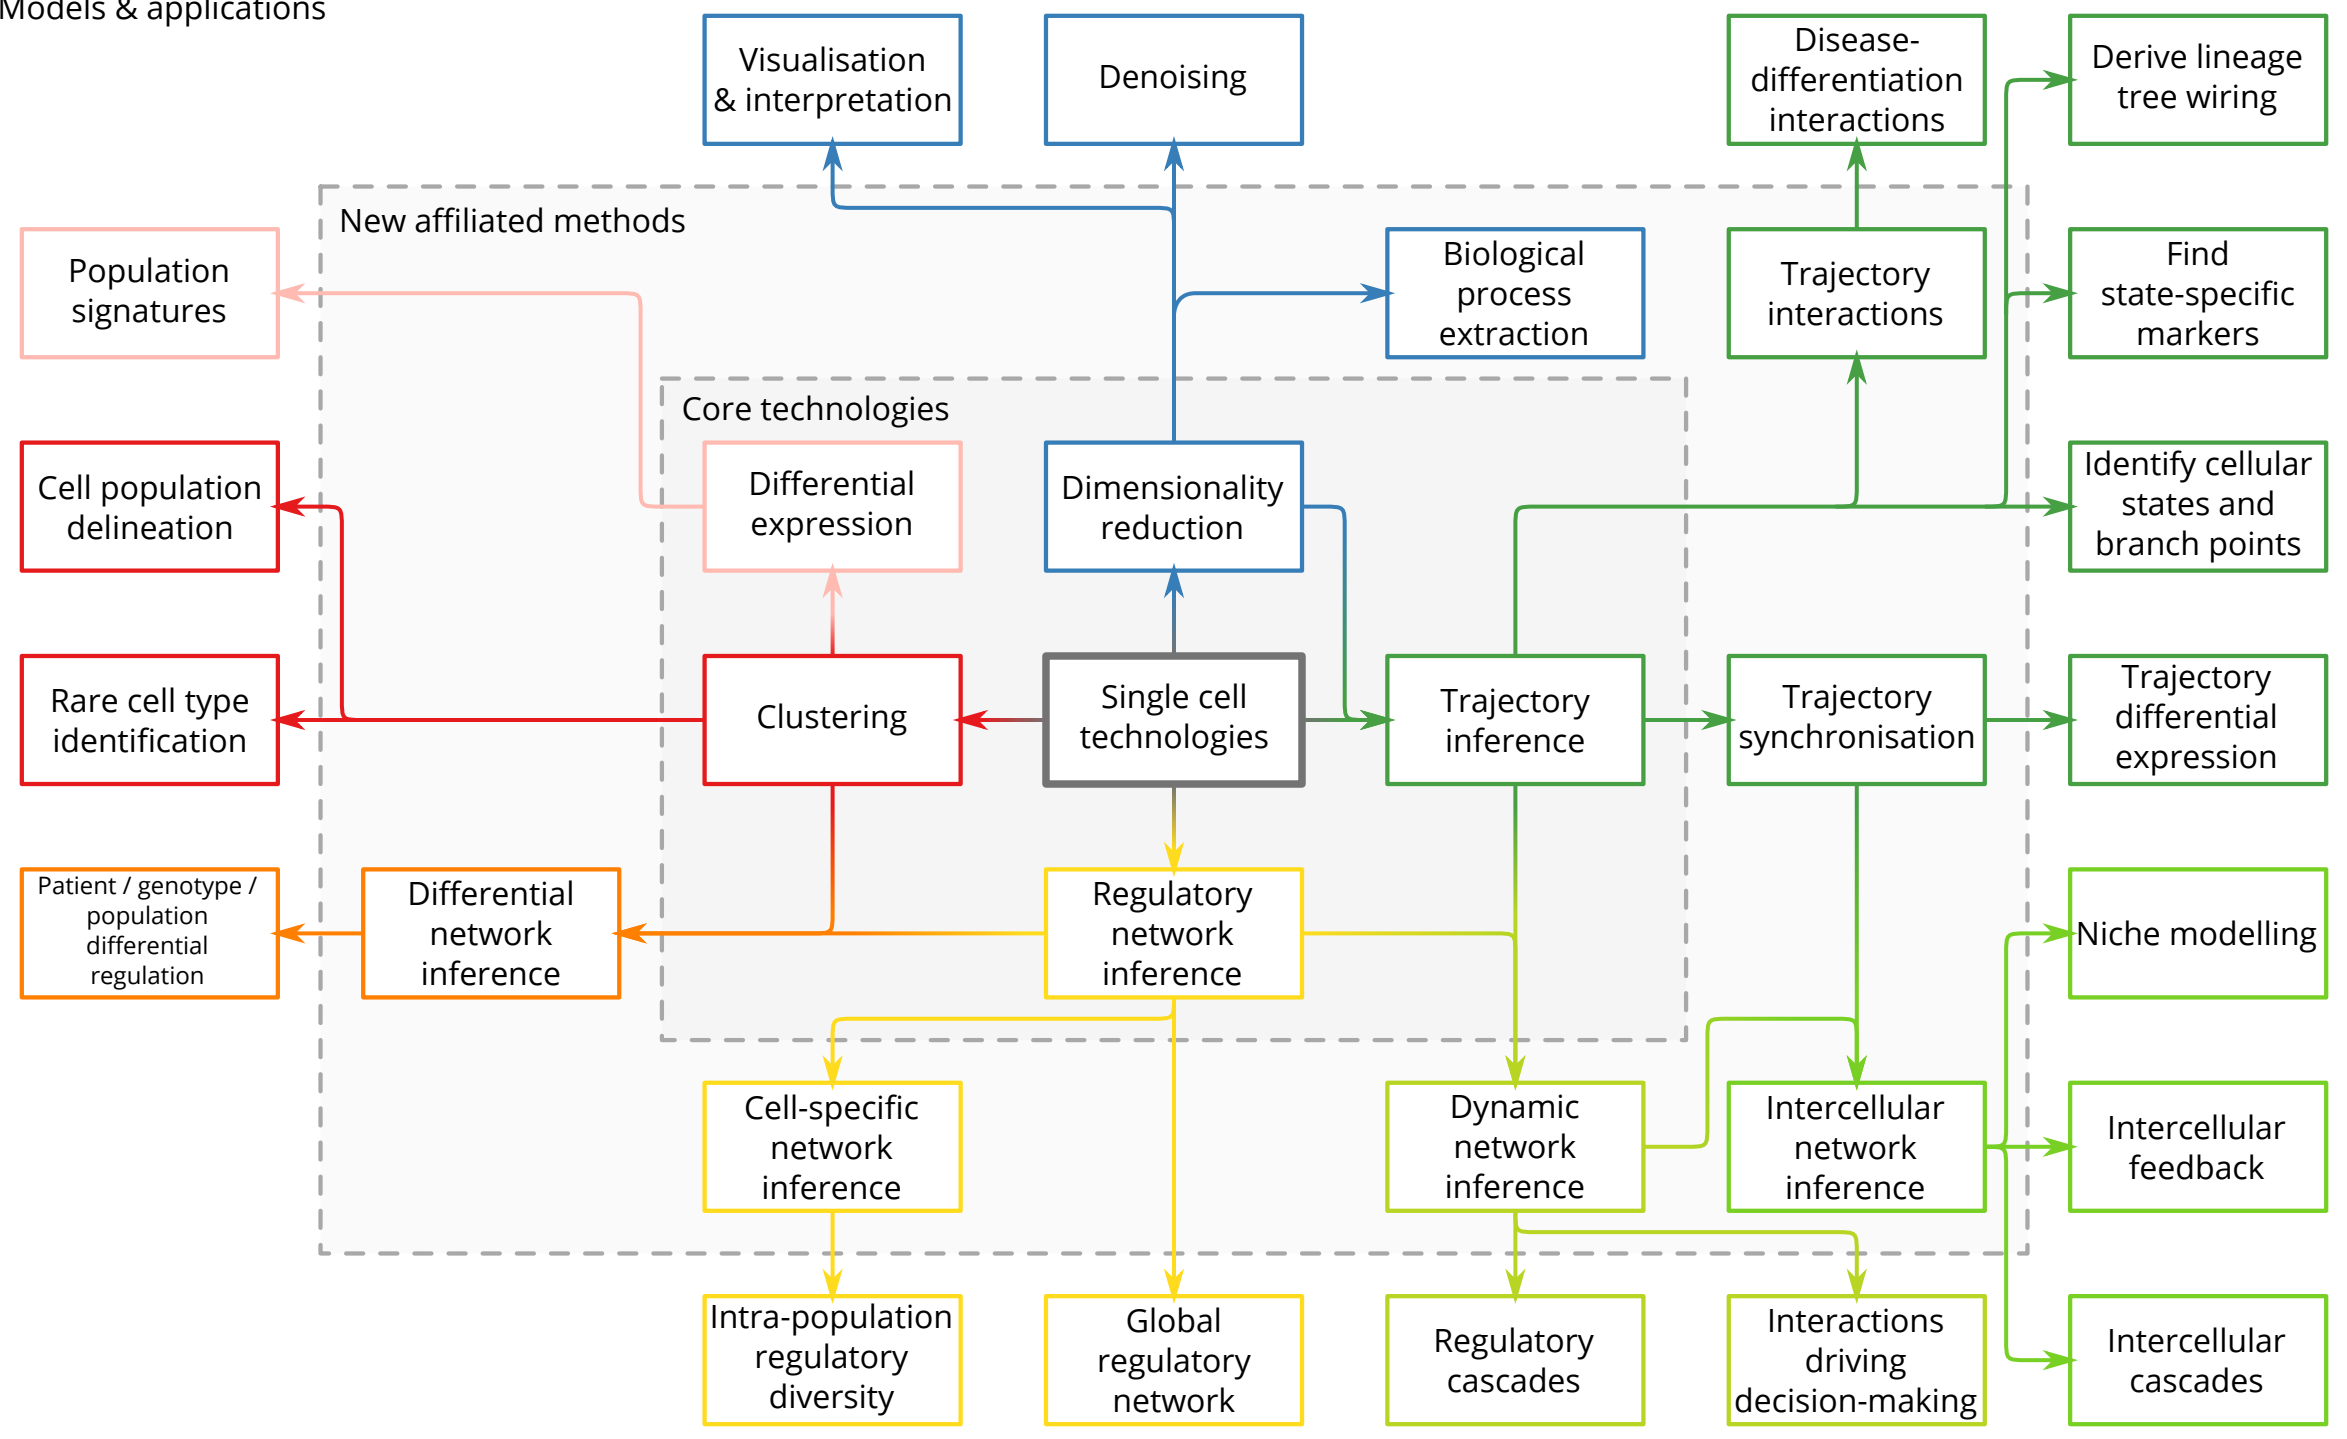 Models & applications
Visualisation
& interpretation
Denoising
Disease-
differentiation
interactions
Derive lineage
tree wiring
New affiliated methods
Population
signatures
Biological
process
extraction
Trajectory
interactions
Find
state-specific
markers
Core technologies
Cell population
delineation
Differential
expression
Dimensionality
reduction
Identify cellular
states and
branch points
Rare cell type
identification
Clustering
Single cell
technologies
Trajectory
inference
Trajectory
synchronisation
Trajectory
differential
expression
Patient / genotype /
population
differential
regulation
Differential
network
inference
Regulatory
network
inference
Niche modelling
Cell-specific
network
inference
Dynamic
network
inference
Intercellular
network
inference
Intercellular
feedback
Intra-population
regulatory
diversity
Global
regulatory
network
Regulatory
cascades
Interactions
driving
decision-making
Intercellular
cascades